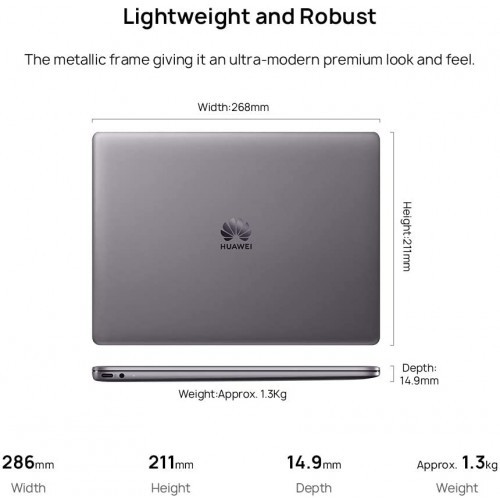 Lightweight and Robust
The metallic frame giving it an ultra-modern premium look and feel.
Width:268mm
HUAWEI
Height:211mm
Depth:
14.9mm
Weight:Approx. 1.3Kg
286mm 211mm 14.9mm Approx. 1.3kg
Width Height Depth Weight